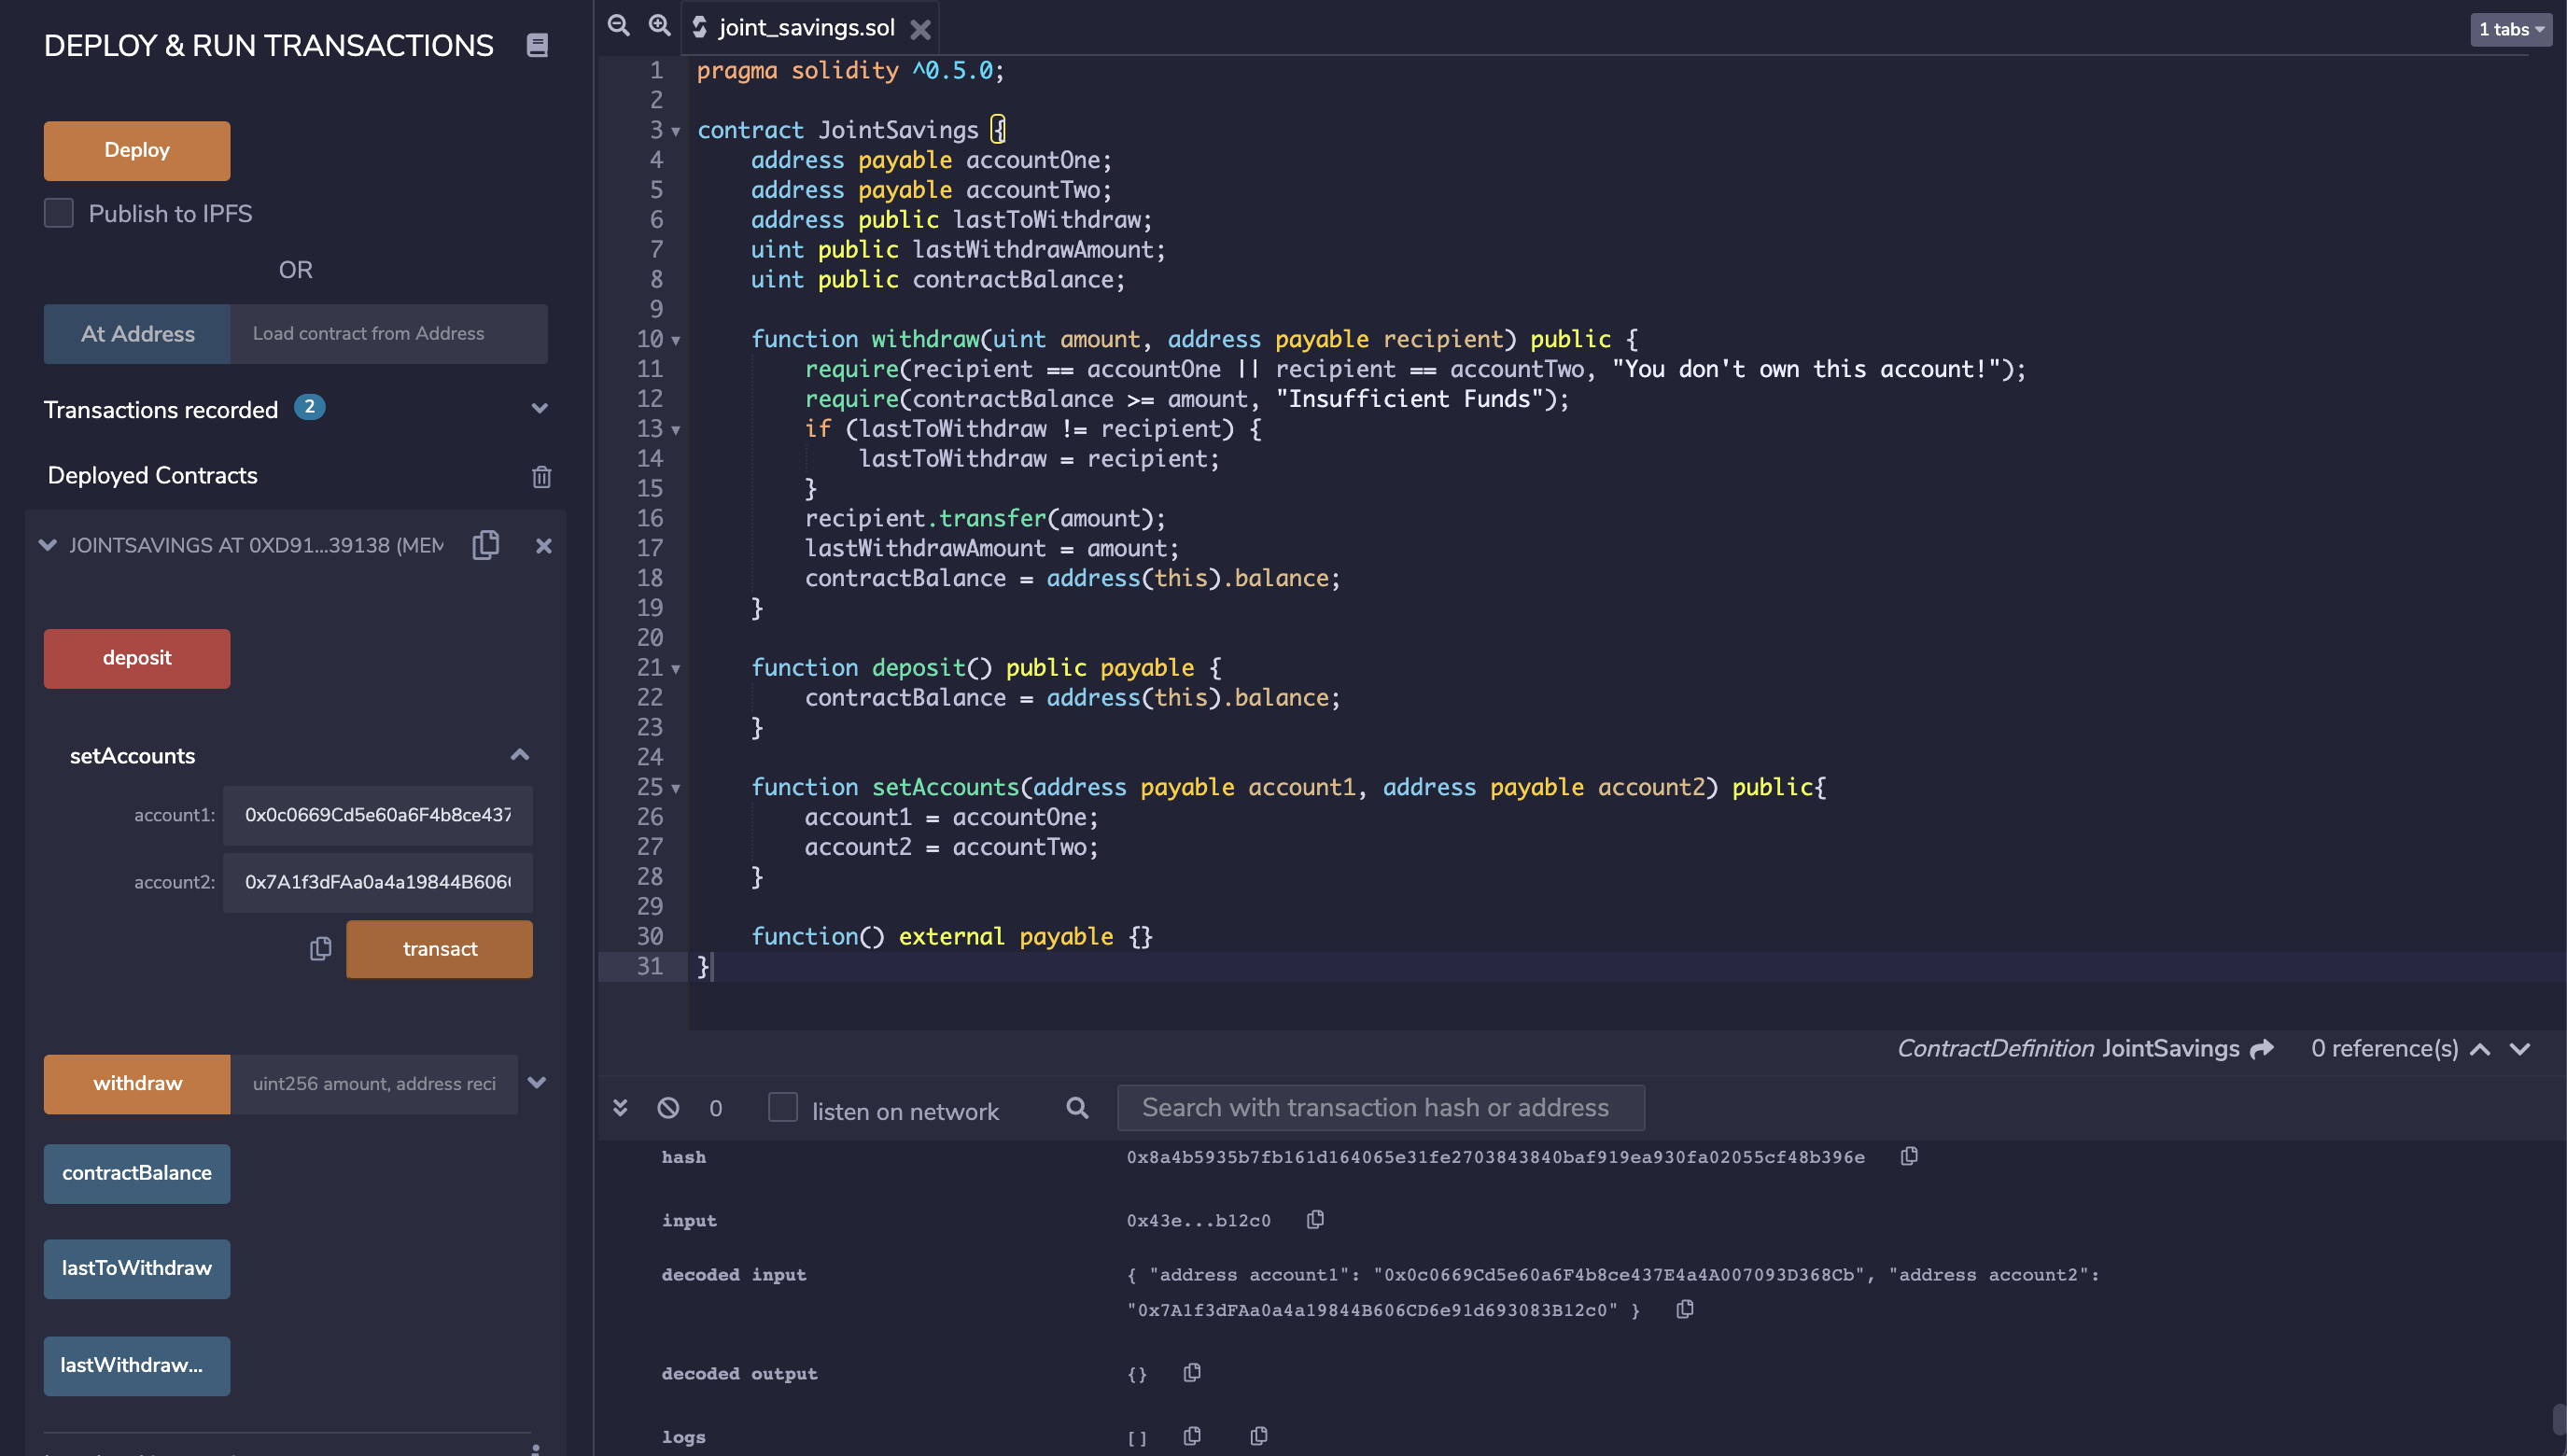 DEPLOY & RUN TRANSACTIONS
Deploy
Publish to IPFS
OR
At Address
Load contract from Address
Transactions recorded 2
Deployed Contracts
JOINTSAVINGS AT 0XD91...39138 (MEM
deposit
setAccounts
account1: 0x0c0669Cd5e60a6F4b8ce437
account2: 0x7A1f3dFAa0a4a19844B606
transact
withdraw
uint256 amount, address reci
contractBalance
lastToWithdraw
lastWithdraw...
joint_savings.sol
1 tabs
1 pragma solidity ^0.5.0;
2
3 contract JointSavings {
4 address payable accountOne;
5 address payable accountTwo;
6 address public lastToWithdraw;
7 uint public lastWithdrawAmount;
8 uint public contractBalance;
9
10 function withdraw(uint amount, address payable recipient) public {
11 require(recipient == accountOne || recipient == accountTwo, "You don't own this account!");
12 require(contractBalance >= amount, "Insufficient Funds");
13 if (lastToWithdraw != recipient) {
14 lastToWithdraw = recipient;
15 }
16 recipient.transfer(amount);
17 lastWithdrawAmount = amount;
18 contractBalance = address(this).balance;
19 }
20
21 function deposit() public payable {
22 contractBalance = address(this).balance;
23 }
24
25 function setAccounts(address payable account1, address payable account2) public{
26 account1 = accountOne;
27 account2 = accountTwo;
28 }
29
30 function() external payable {}
31 }
ContractDefinition JointSavings 0 reference(s)
0 listen on network
Search with transaction hash or address
hash 0x8a4b5935b7fb161d164065e31fe2703843840baf919ea930fa02055cf48b396e
input 0x43e...b12c0
decoded input { "address account1": "0x0c0669Cd5e60a6F4b8ce437E4a4A007093D368Cb", "address account2":
"0x7A1f3dFAa0a4a19844B606CD6e91d693083B12c0" }
decoded output {}
logs []